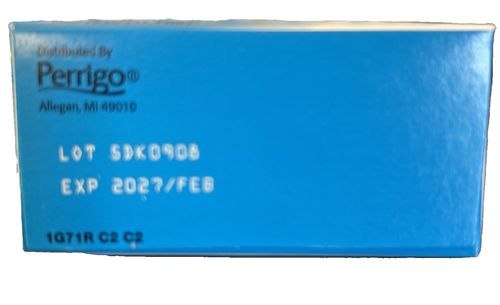 Distributed By
Perrigo®
Allegan, MI 49010
LOT 5DK0908
EXP 2027/FEB
1G71R C2 C2